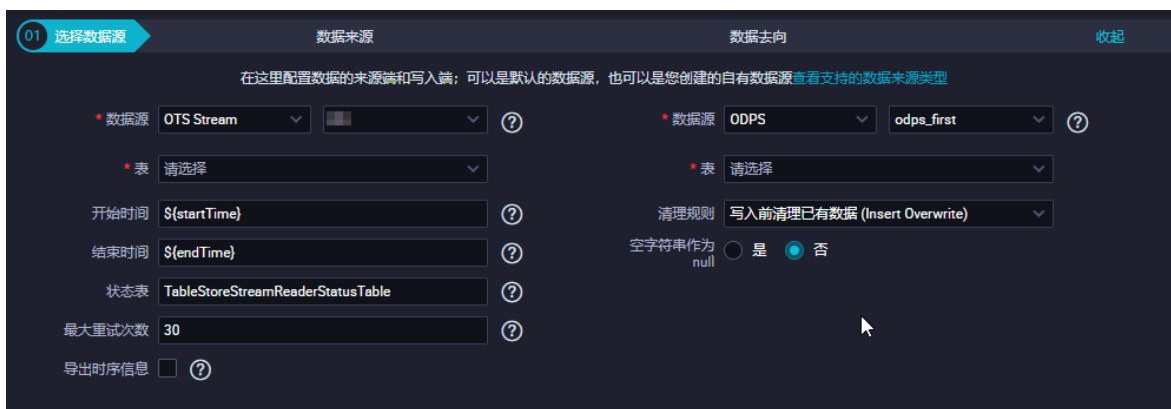 01 选择数据源 数据来源 数据去向 收起
在这里配置数据的来源端和写入端；可以是默认的数据源，也可以是您创建的自有数据源查看支持的数据来源类型
* 数据源 OTS Stream ? * 数据源 ODPS odps_first ?
* 表 请选择 * 表 请选择
开始时间 ${startTime} ? 清理规则 写入前清理已有数据 (Insert Overwrite)
结束时间 ${endTime} ? 空字符串作为null 是 否
状态表 TableStoreStreamReaderStatusTable ?
最大重试次数 30 ?
导出时序信息 ?